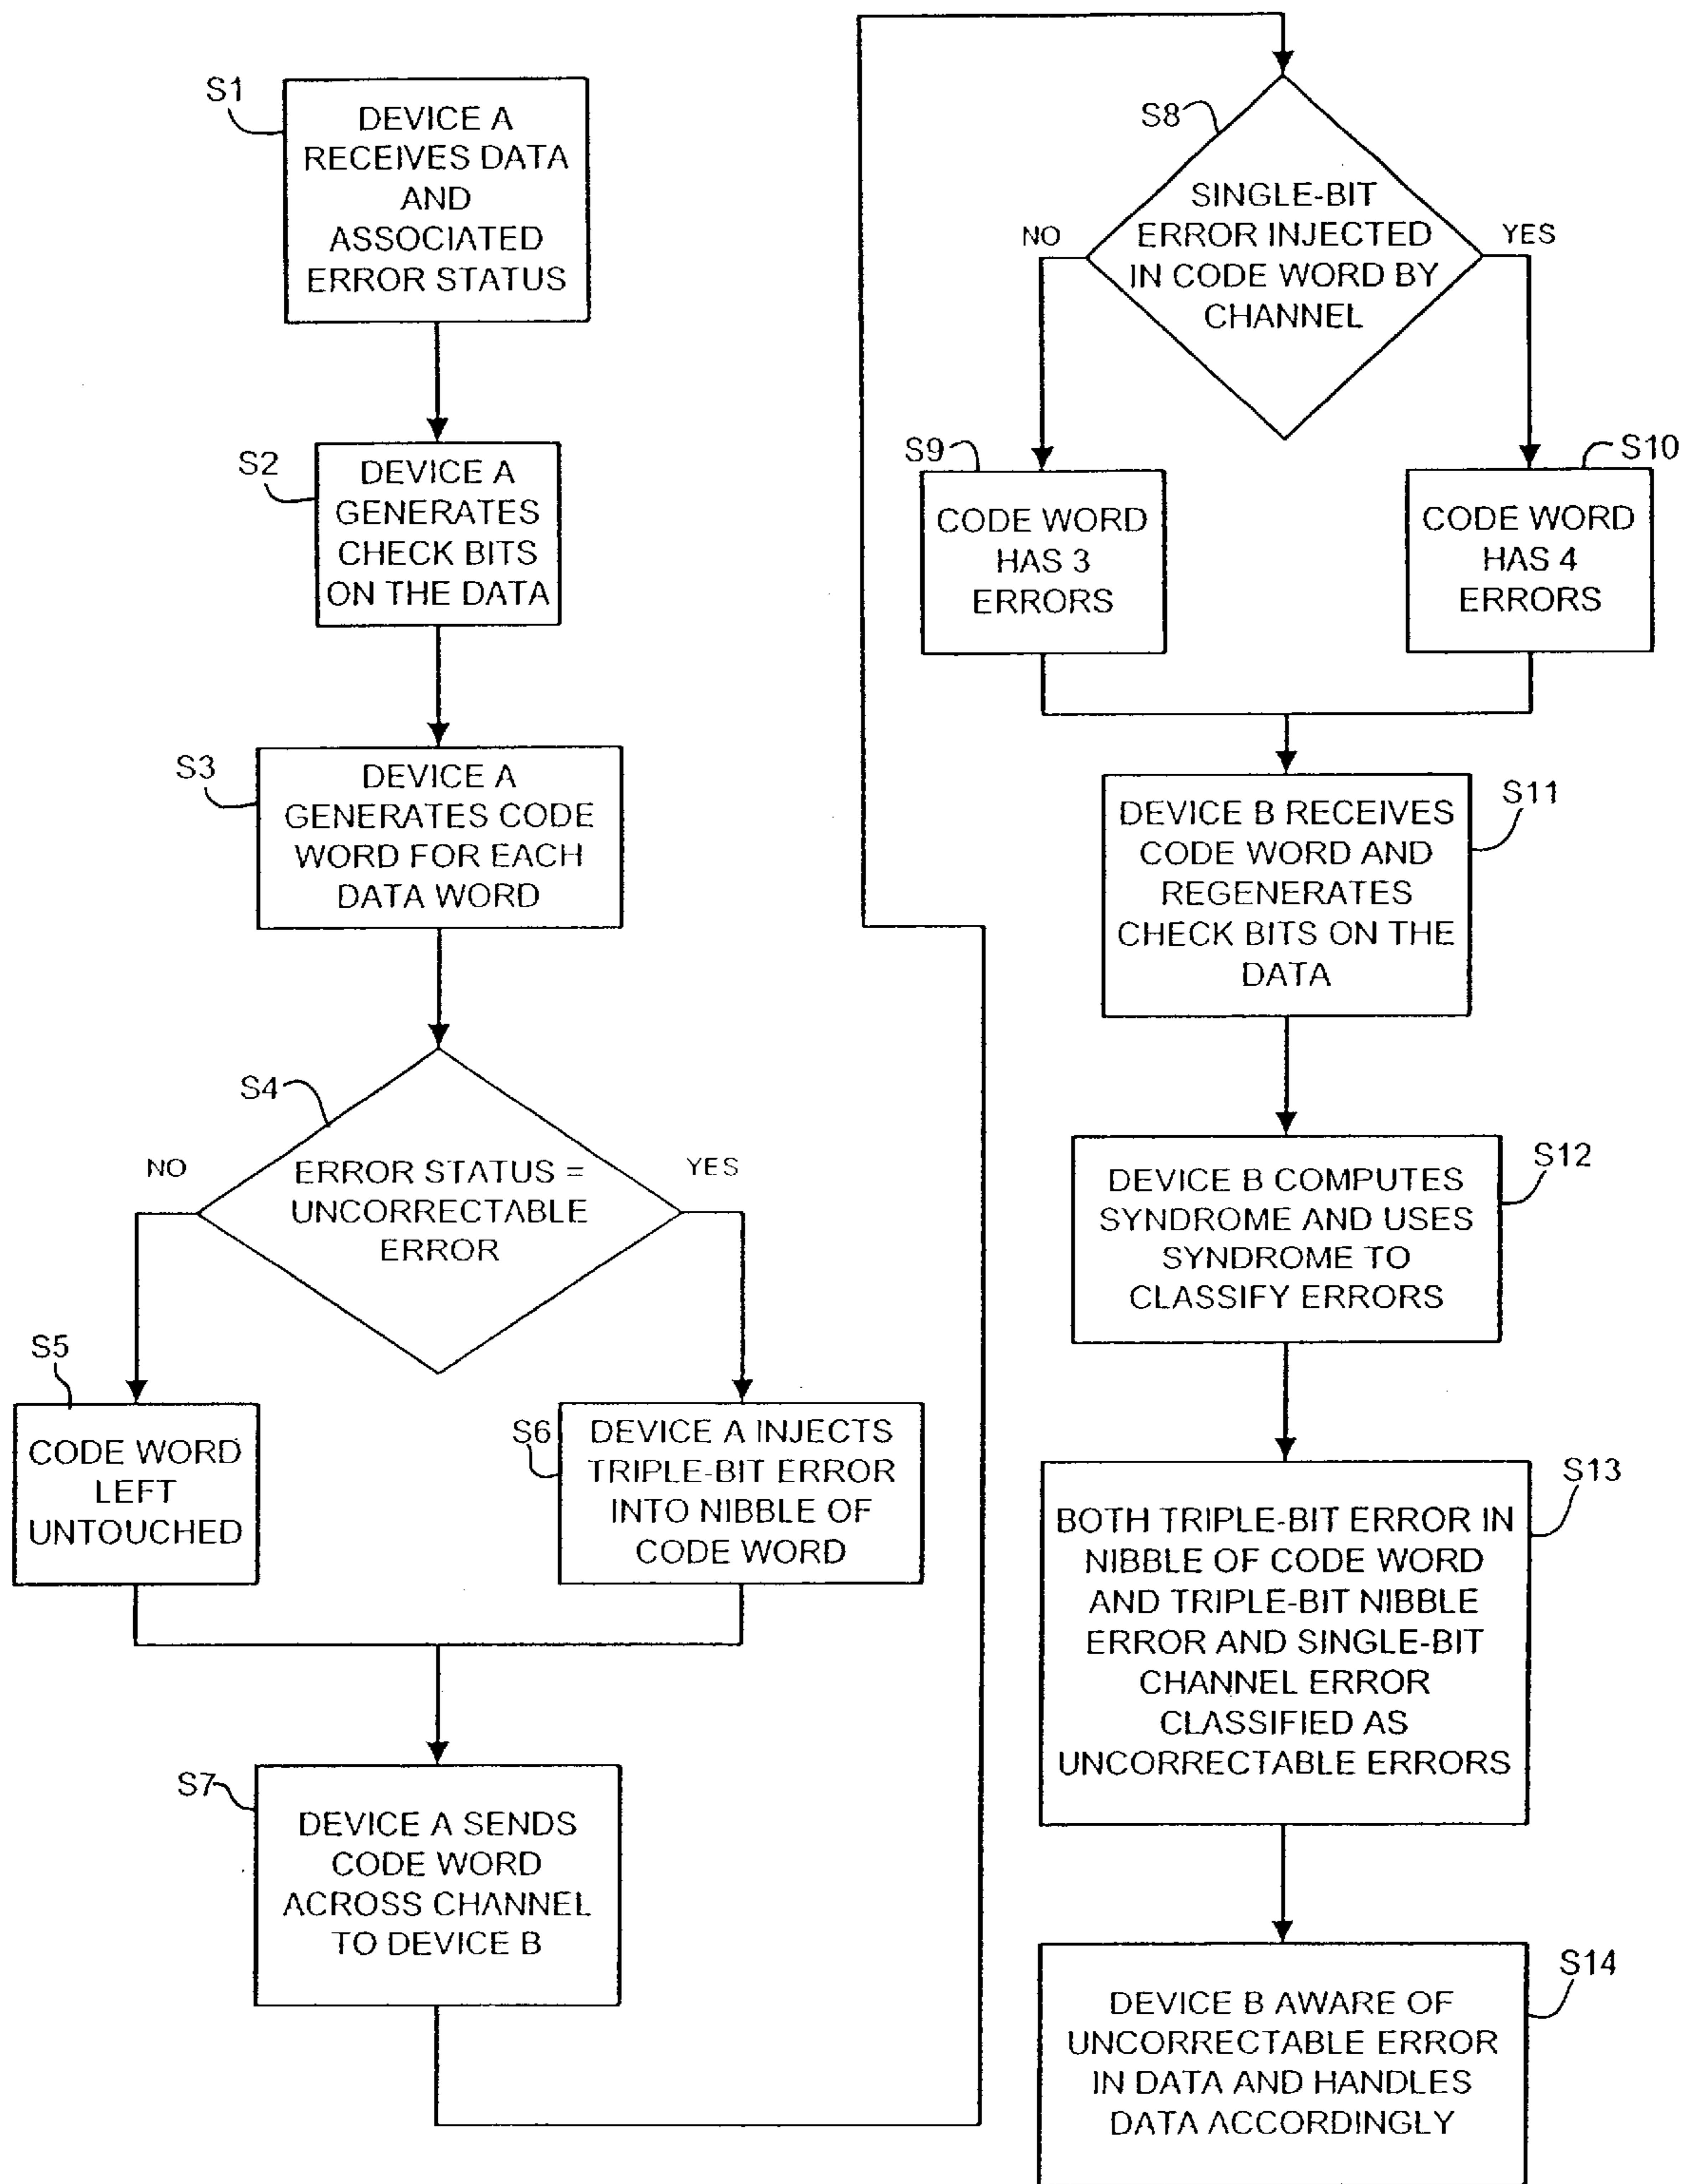 S1
DEVICE A
RECEIVES DATA
AND
ASSOCIATED
ERROR STATUS
S2
DEVICE A
GENERATES
CHECK BITS
ON THE DATA
S3
DEVICE A
GENERATES CODE
WORD FOR EACH
DATA WORD
S4
NO
ERROR STATUS =
UNCORRECTABLE
ERROR
YES
S5
CODE WORD
LEFT
UNTOUCHED
S6
DEVICE A INJECTS
TRIPLE-BIT ERROR
INTO NIBBLE OF
CODE WORD
S7
DEVICE A SENDS
CODE WORD
ACROSS CHANNEL
TO DEVICE B
S8
NO
SINGLE-BIT
ERROR INJECTED
IN CODE WORD BY
CHANNEL
YES
S9
CODE WORD
HAS 3
ERRORS
S10
CODE WORD
HAS 4
ERRORS
S11
DEVICE B RECEIVES
CODE WORD AND
REGENERATES
CHECK BITS ON THE
DATA
S12
DEVICE B COMPUTES
SYNDROME AND USES
SYNDROME TO
CLASSIFY ERRORS
S13
BOTH TRIPLE-BIT ERROR IN
NIBBLE OF CODE WORD
AND TRIPLE-BIT NIBBLE
ERROR AND SINGLE-BIT
CHANNEL ERROR
CLASSIFIED AS
UNCORRECTABLE ERRORS
S14
DEVICE B AWARE OF
UNCORRECTABLE ERROR
IN DATA AND HANDLES
DATA ACCORDINGLY